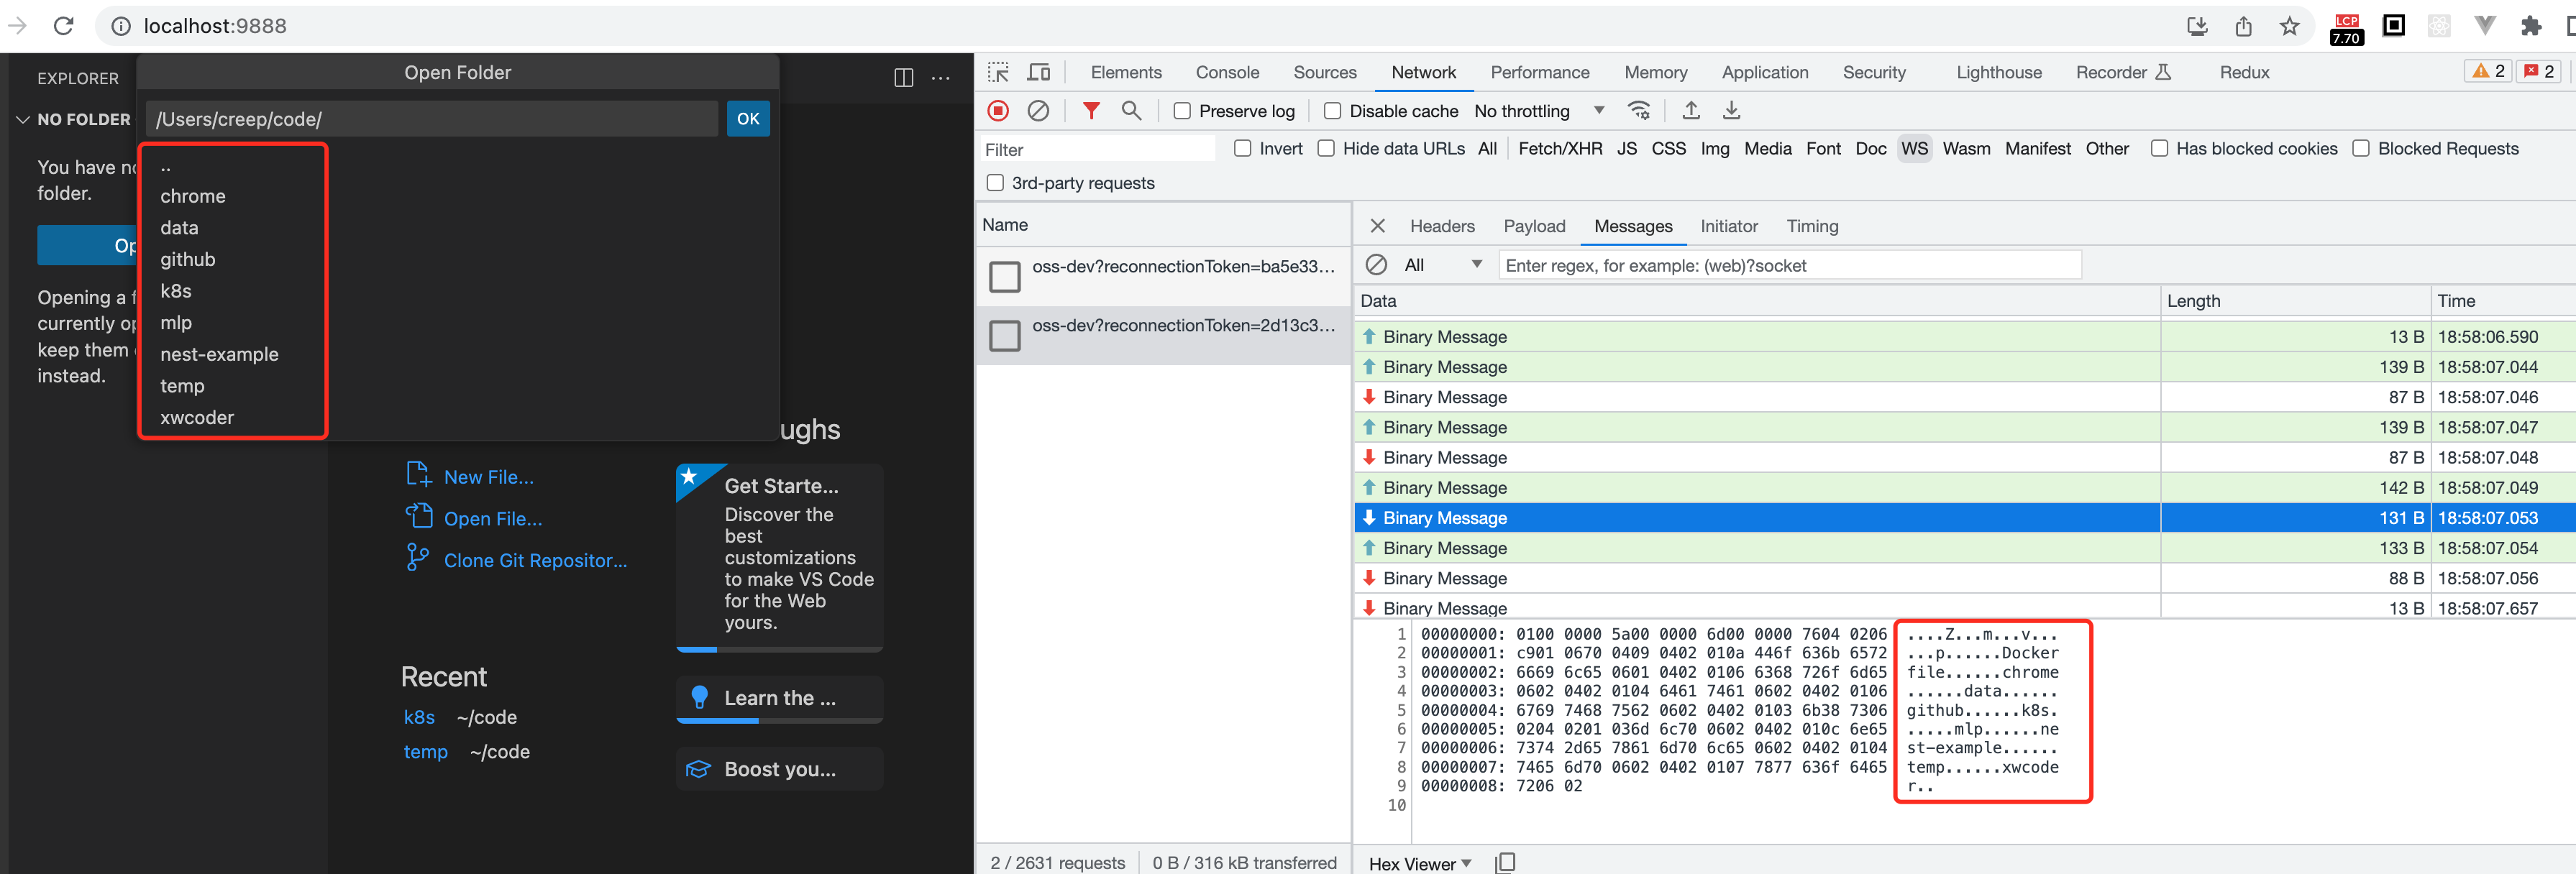 localhost:9888
LCP
7.70
EXPLORER
Open Folder
NO FOLDER
/Users/creep/code/
OK
You have no
folder.
Op
Opening a f
currently op
keep them
instead.
..
chrome
data
github
k8s
mlp
nest-example
temp
xwcoder
ughs
New File...
Open File...
Clone Git Repositor...
Get Starte...
Discover the
best
customizations
to make VS Code
for the Web
yours.
Recent
k8s ~/code
temp ~/code
Learn the ...
Boost you...
Elements Console Sources Network Performance Memory Application Security Lighthouse Recorder Redux 2 2
Preserve log Disable cache No throttling
Filter Invert Hide data URLs All Fetch/XHR JS CSS Img Media Font Doc WS Wasm Manifest Other Has blocked cookies Blocked Requests
3rd-party requests
Name
oss-dev?reconnectionToken=ba5e33...
oss-dev?reconnectionToken=2d13c3...
Headers Payload Messages Initiator Timing
All Enter regex, for example: (web)?socket
Data Length Time
Binary Message 13 B 18:58:06.590
Binary Message 139 B 18:58:07.044
Binary Message 87 B 18:58:07.046
Binary Message 139 B 18:58:07.047
Binary Message 87 B 18:58:07.048
Binary Message 142 B 18:58:07.049
Binary Message 131 B 18:58:07.053
Binary Message 133 B 18:58:07.054
Binary Message 88 B 18:58:07.056
Binary Message 13 B 18:58:07.657
1 00000000: 0100 0000 5a00 0000 6d00 0000 7604 0206 ....Z...m...v...
2 00000001: c901 0670 0409 0402 010a 446f 636b 6572 ...p......Docker
3 00000002: 6669 6c65 0601 0402 0106 6368 726f 6d65 file......chrome
4 00000003: 0602 0402 0104 6461 7461 0602 0402 0106 ......data......
5 00000004: 6769 7468 7562 0602 0402 0103 6b38 7306 github......k8s.
6 00000005: 0204 0201 036d 6c70 0602 0402 010c 6e65 .....mlp......ne
7 00000006: 7374 2d65 7861 6d70 6c65 0602 0402 0104 st-example......
8 00000007: 7465 6d70 0602 0402 0107 7877 636f 6465 temp......xwcode
9 00000008: 7206 02 r..
10
2 / 2631 requests 0 B / 316 kB transferred
Hex Viewer